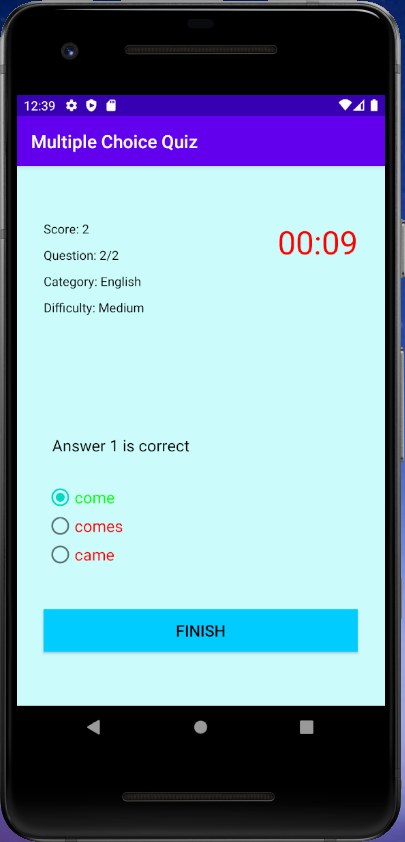 12:39
Multiple Choice Quiz
Score: 2
00:09
Question: 2/2
Category: English
Difficulty: Medium
Answer 1 is correct
come
comes
came
FINISH